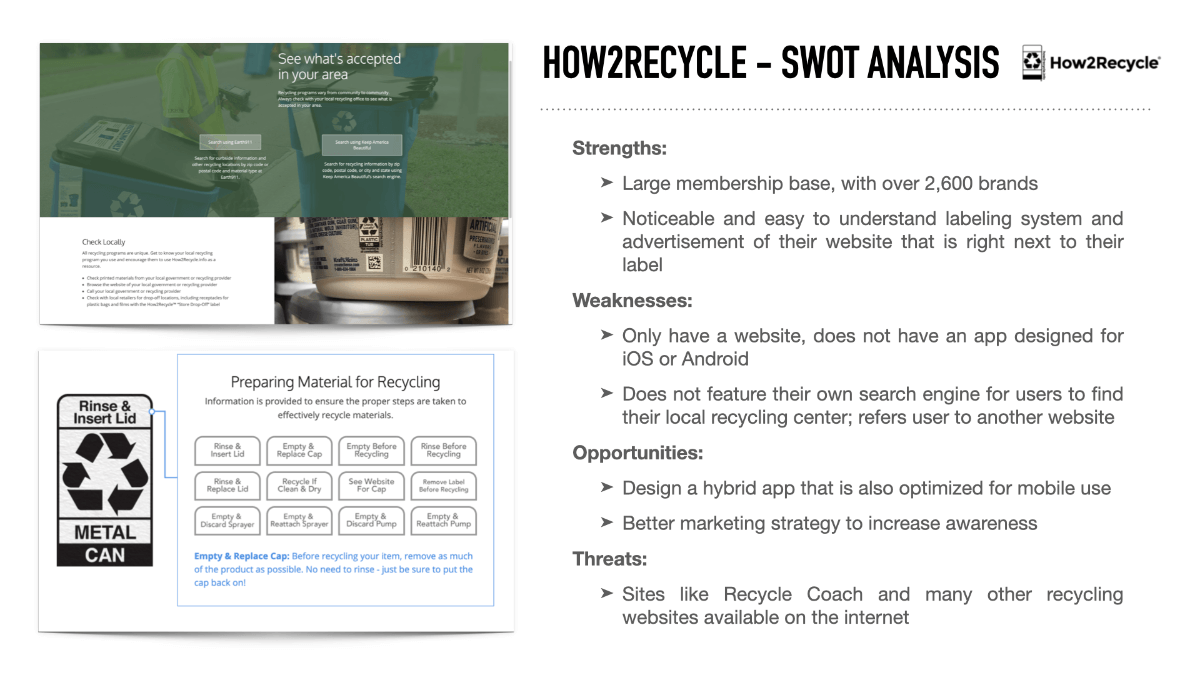 See what's accepted
in your area
Recycling programs vary from community to community.
Always check with your local recycling office to see what is
accepted in your area.
Search using Earth911
Search using Keep America
Beautiful
Search for curbside information and
other recycling locations by zip code or
postal code and material type at
Earth911.
Search for recycling information by zip
code, postal code, or city and state using
Keep America Beautiful's search engine.
Check Locally
All recycling programs are unique. Get to know your local recycling
program you use and encourage them to use How2Recycle info as a
resource.
• Check printed materials from your local government or recycling provider
• Browse the website of your local government or recycling provider
• Call your local government or recycling provider
• Check with local retailers for drop-off locations, including receptacles for
plastic bags and films with the How2Recycle™ "Store Drop-Off" label
PLASTIC
TUB
ARTIFICIAL
PRESERVATIVES
FLAVORS
0 210140 0
Rinse &
Insert Lid
METAL
CAN
Preparing Material for Recycling
Information is provided to ensure the proper steps are taken to
effectively recycle materials.
Rinse &
Insert Lid
Empty &
Replace Cap
Empty Before
Recycling
Rinse Before
Recycling
Rinse &
Replace Lid
Recycle If
Clean & Dry
See Website
For Cap
Remove Label
Before Recycling
Empty &
Discard Sprayer
Empty &
Reattach Sprayer
Empty &
Discard Pump
Empty &
Reattach Pump
Empty & Replace Cap: Before recycling your item, remove as much
of the product as possible. No need to rinse - just be sure to put the
cap back on!
HOW2RECYCLE - SWOT ANALYSIS
How2Recycle®
Strengths:
➤ Large membership base, with over 2,600 brands
➤ Noticeable and easy to understand labeling system and
advertisement of their website that is right next to their
label
Weaknesses:
➤ Only have a website, does not have an app designed for
iOS or Android
➤ Does not feature their own search engine for users to find
their local recycling center; refers user to another website
Opportunities:
➤ Design a hybrid app that is also optimized for mobile use
➤ Better marketing strategy to increase awareness
Threats:
➤ Sites like Recycle Coach and many other recycling
websites available on the internet